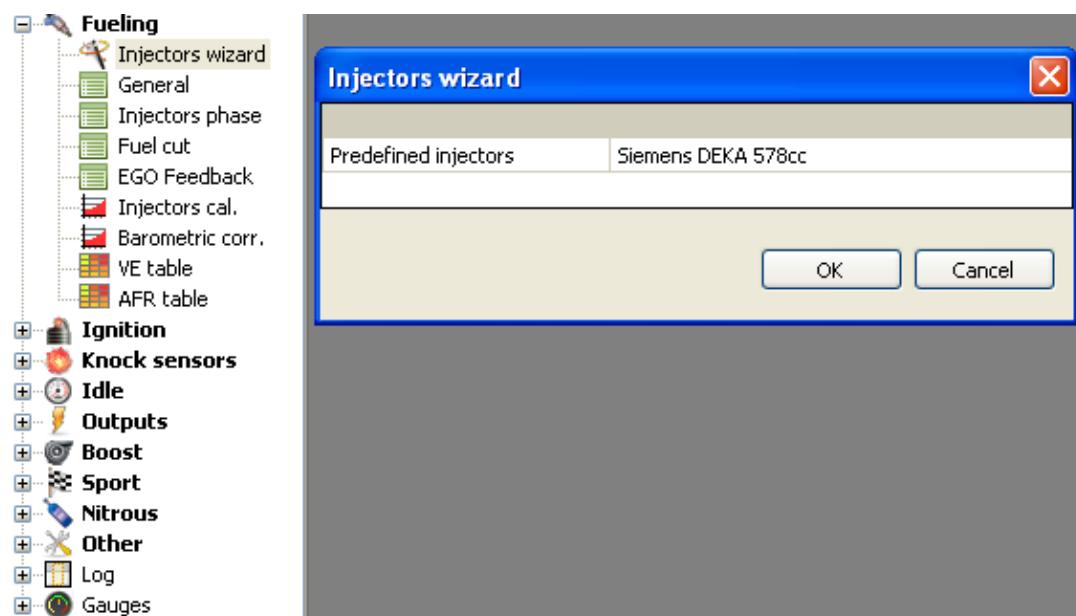 Fueling
Injectors wizard
General
Injectors phase
Fuel cut
EGO Feedback
Injectors cal.
Barometric corr.
VE table
AFR table
Ignition
Knock sensors
Idle
Outputs
Boost
Sport
Nitrous
Other
Log
Gauges
Injectors wizard
Predefined injectors Siemens DEKA 578cc
OK Cancel